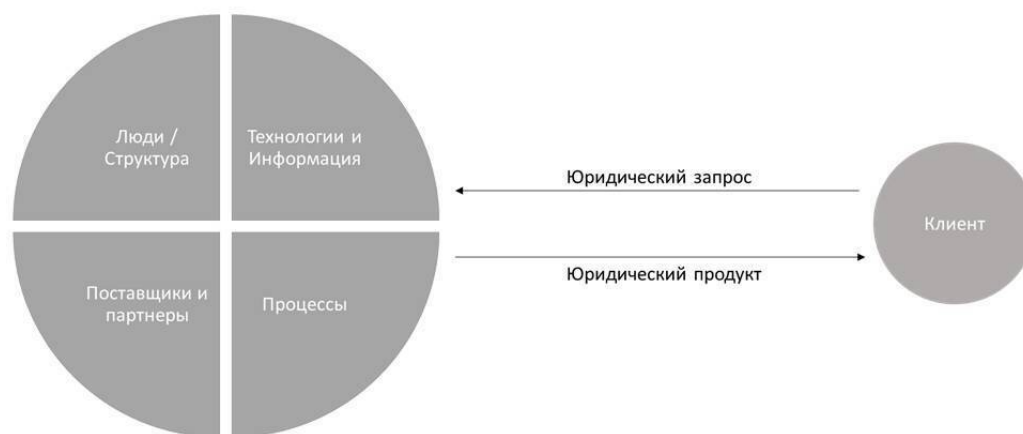 Люди /
Структура
Технологии и
Информация
Юридический запрос
Клиент
Юридический продукт
Поставщики и
партнеры
Процессы